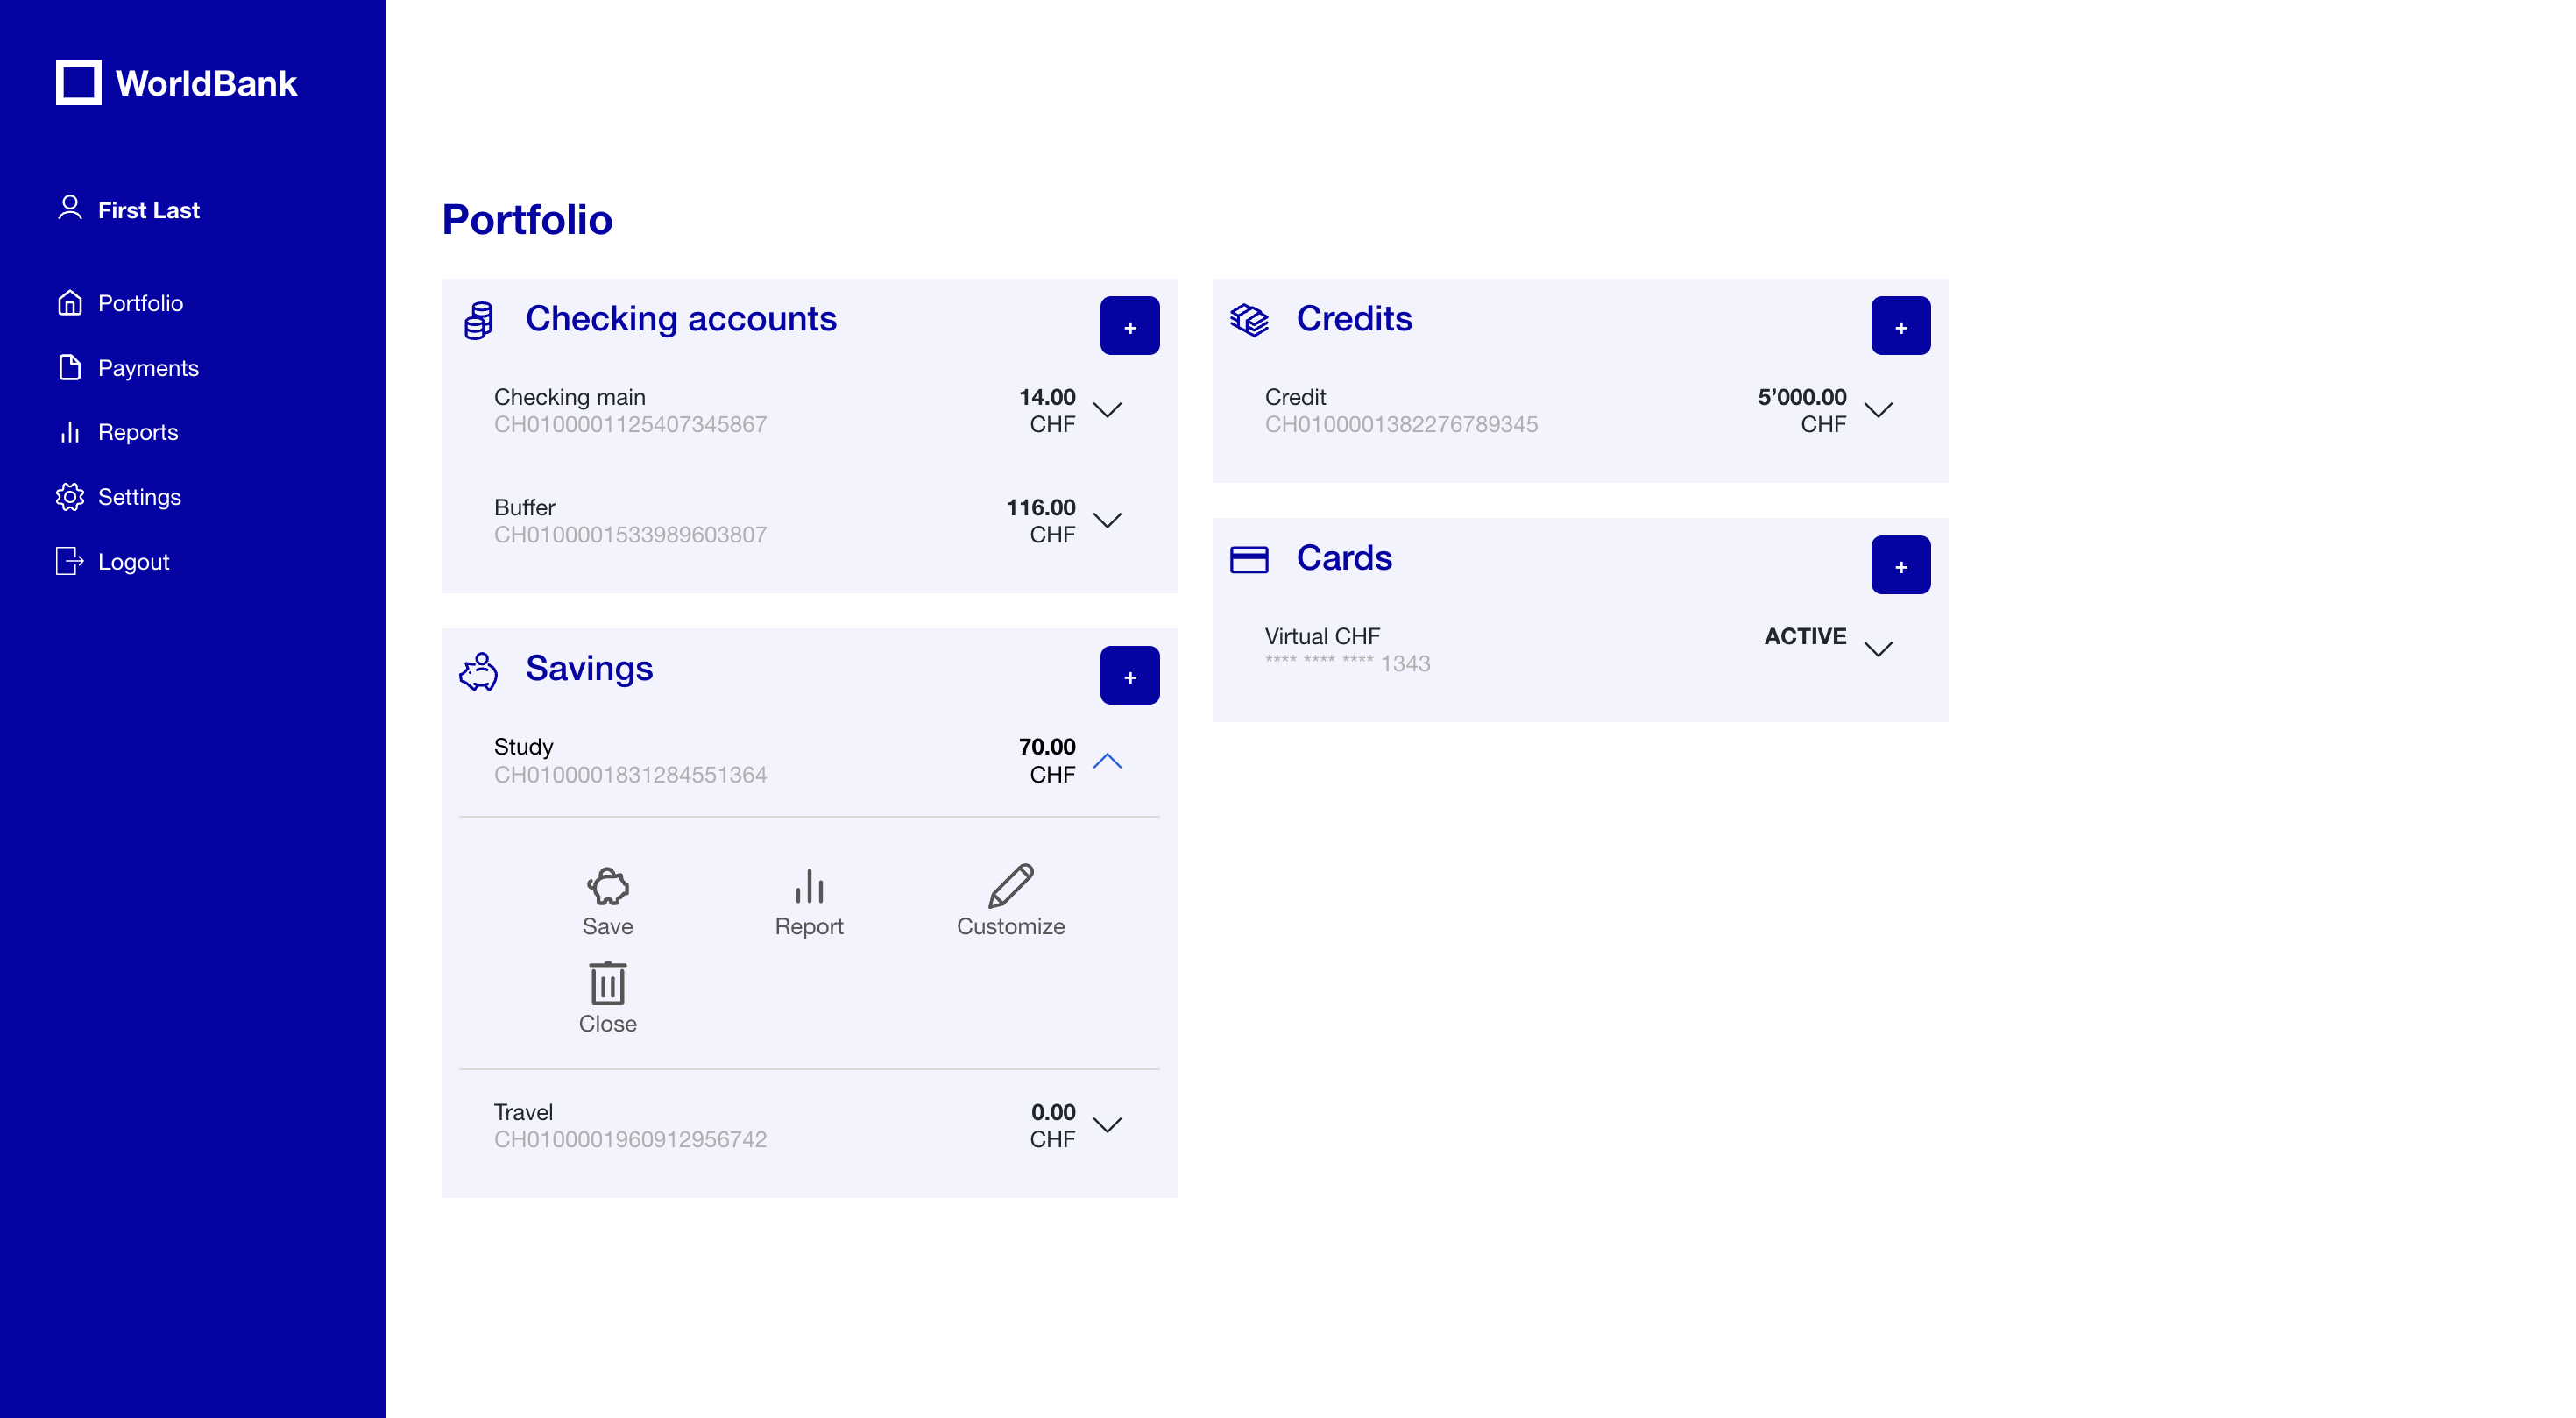 WorldBank
First Last
Portfolio
Payments
Reports
Settings
Logout
Portfolio
Checking accounts
+
Checking main
14.00
CH0100001125407345867
CHF
Buffer
116.00
CH0100001533989603807
CHF
Savings
+
Study
70.00
CH0100001831284551364
CHF
Save
Report
Customize
Close
Travel
0.00
CH0100001960912956742
CHF
Credits
+
Credit
5’000.00
CH0100001382276789345
CHF
Cards
+
Virtual CHF
ACTIVE
**** **** **** 1343